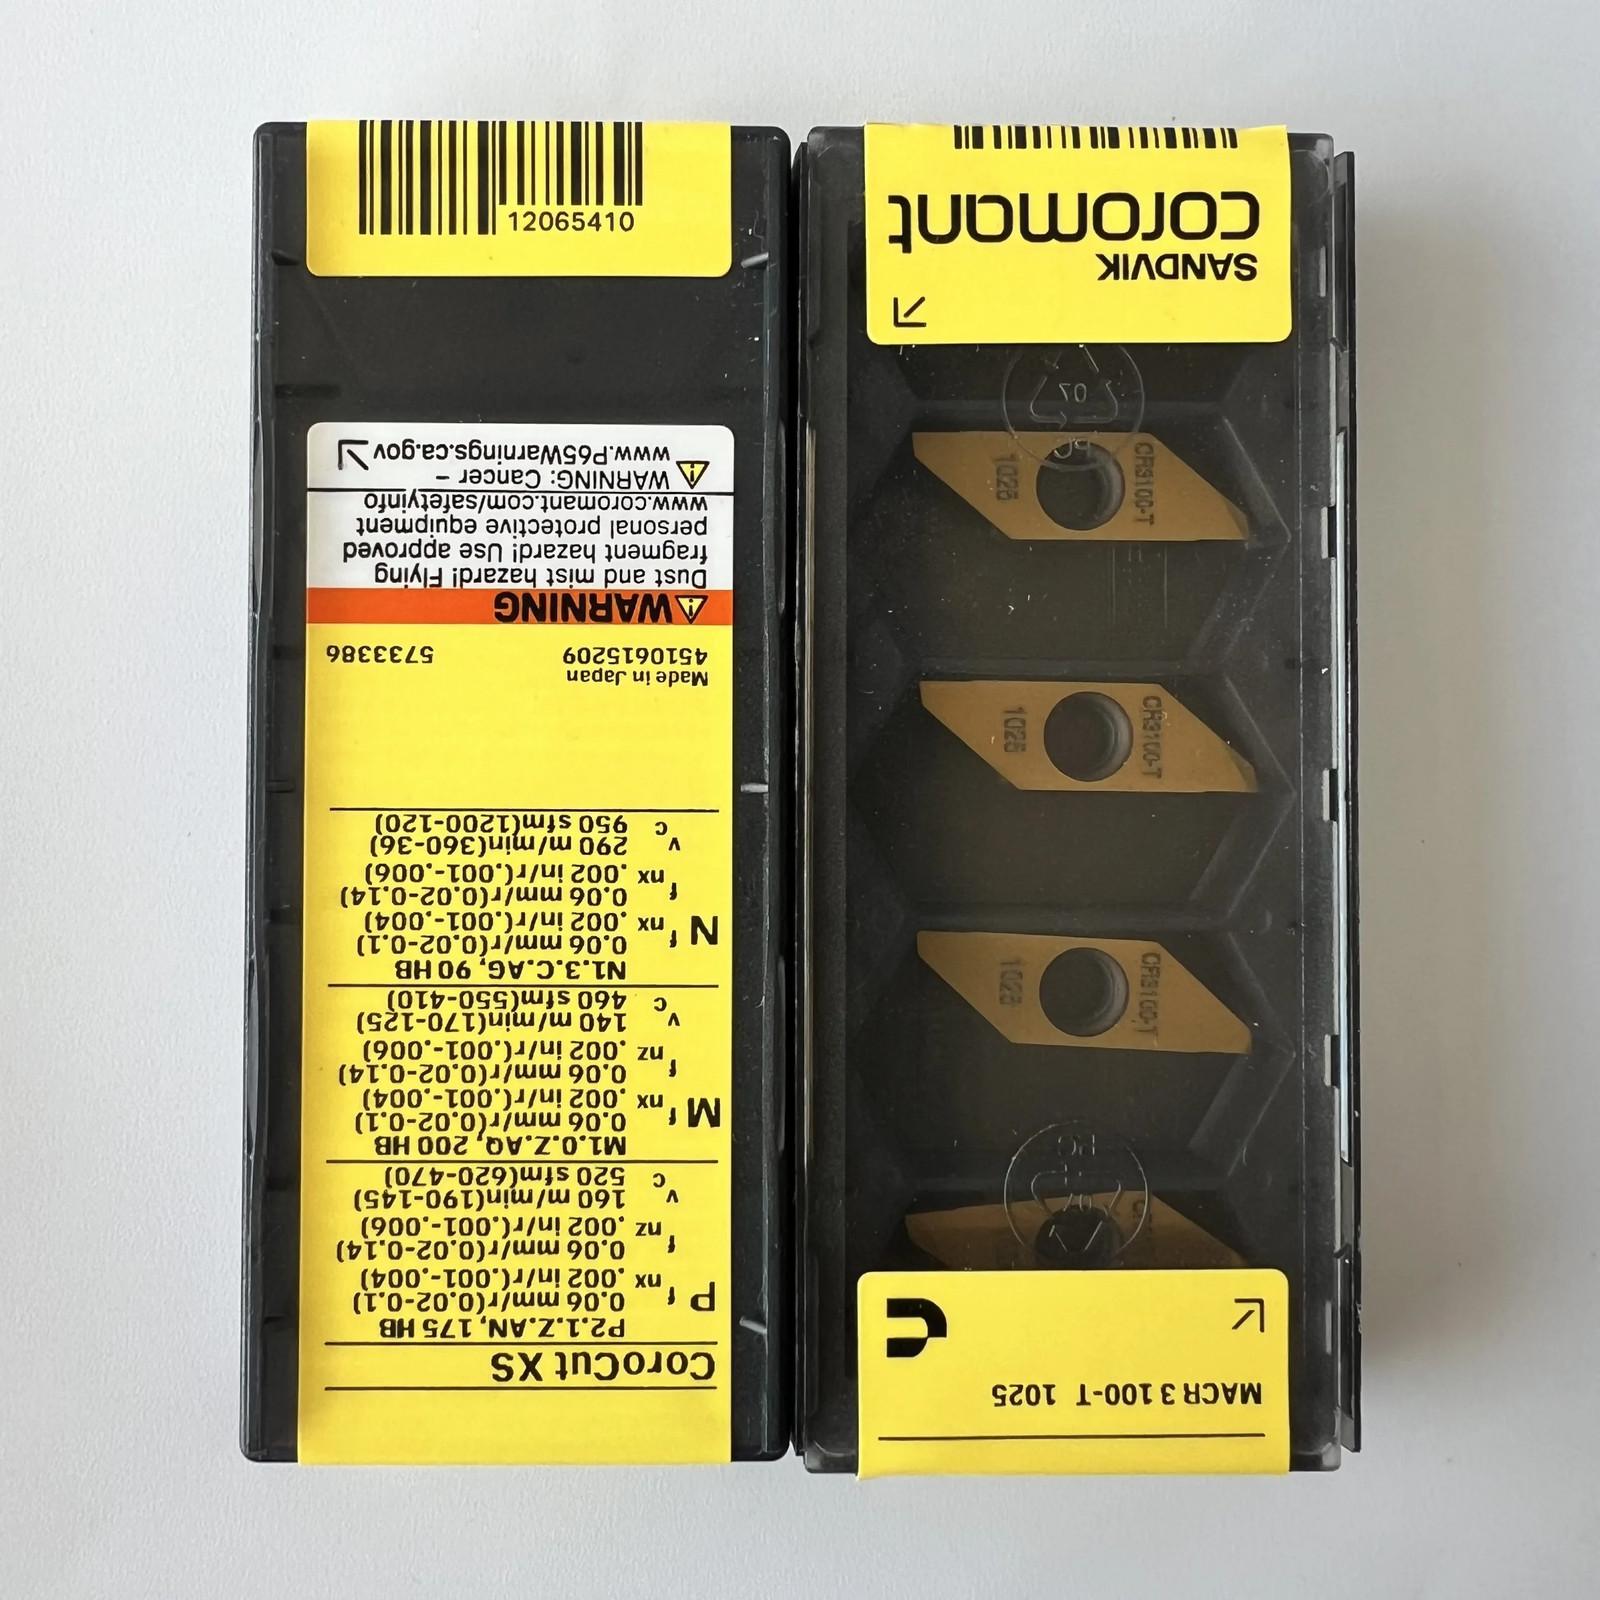 12065410
CoroCut XS
P2.1.Z.AN, 175 HB
P
f nx 0.06 mm/r(0.02-0.1)
.002 in/r(.001-.004)
f nz 0.06 mm/r(0.02-0.14)
.002 in/r(.001-.006)
v c 160 m/min(190-145)
520 sfm(620-470)
M1.0.Z.AQ, 200 HB
M
f nx 0.06 mm/r(0.02-0.1)
.002 in/r(.001-.004)
f nz 0.06 mm/r(0.02-0.14)
.002 in/r(.001-.006)
v c 140 m/min(170-125)
460 sfm(550-410)
N1.3.C.AG, 90 HB
N
f nx 0.06 mm/r(0.02-0.1)
.002 in/r(.001-.004)
f nx 0.06 mm/r(0.02-0.14)
.002 in/r(.001-.006)
v c 290 m/min(360-36)
950 sfm(1200-120)
Made in Japan
4510615209 5733386
WARNING
Dust and mist hazard! Flying
fragment hazard! Use approved
personal protective equipment
www.coromant.com/safetyinfo
WARNING: Cancer -
www.P65Warnings.ca.gov
MACR 3 100-T 1025
CR3100-T
1025
CR3100-T
1025
CR3100-T
1025
07
PC
PC
SANDVIK
coromant